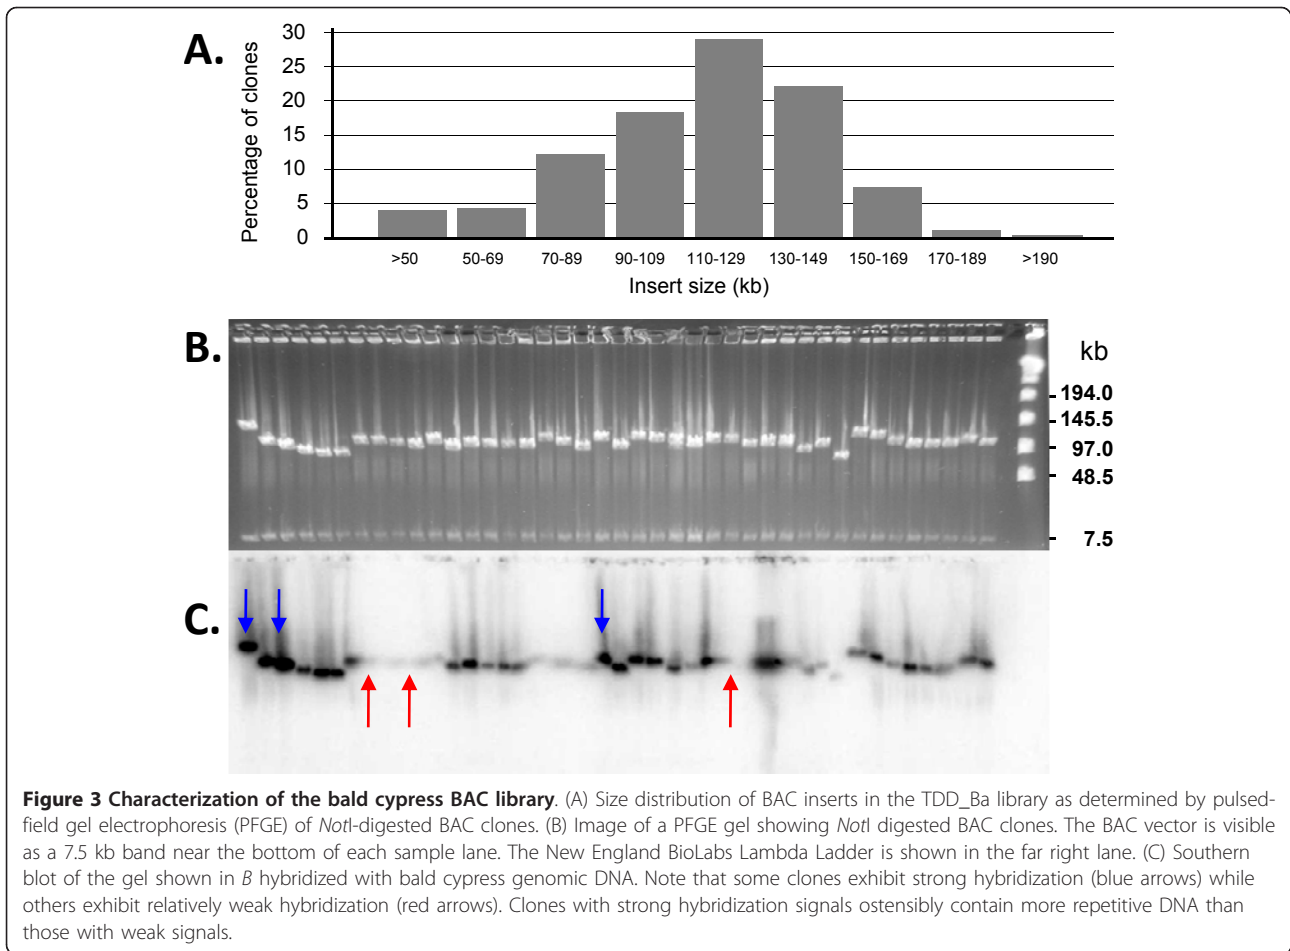 A.
Percentage of clones
30
25
20
15
10
5
0
>50 50-69 70-89 90-109 110-129 130-149 150-169 170-189 >190
Insert size (kb)
B.
kb
194.0
145.5
97.0
48.5
7.5
C.
Figure 3 Characterization of the bald cypress BAC library. (A) Size distribution of BAC inserts in the TDD_Ba library as determined by pulsed-
field gel electrophoresis (PFGE) of NotI-digested BAC clones. (B) Image of a PFGE gel showing NotI digested BAC clones. The BAC vector is visible
as a 7.5 kb band near the bottom of each sample lane. The New England BioLabs Lambda Ladder is shown in the far right lane. (C) Southern
blot of the gel shown in B hybridized with bald cypress genomic DNA. Note that some clones exhibit strong hybridization (blue arrows) while
others exhibit relatively weak hybridization (red arrows). Clones with strong hybridization signals ostensibly contain more repetitive DNA than
those with weak signals.